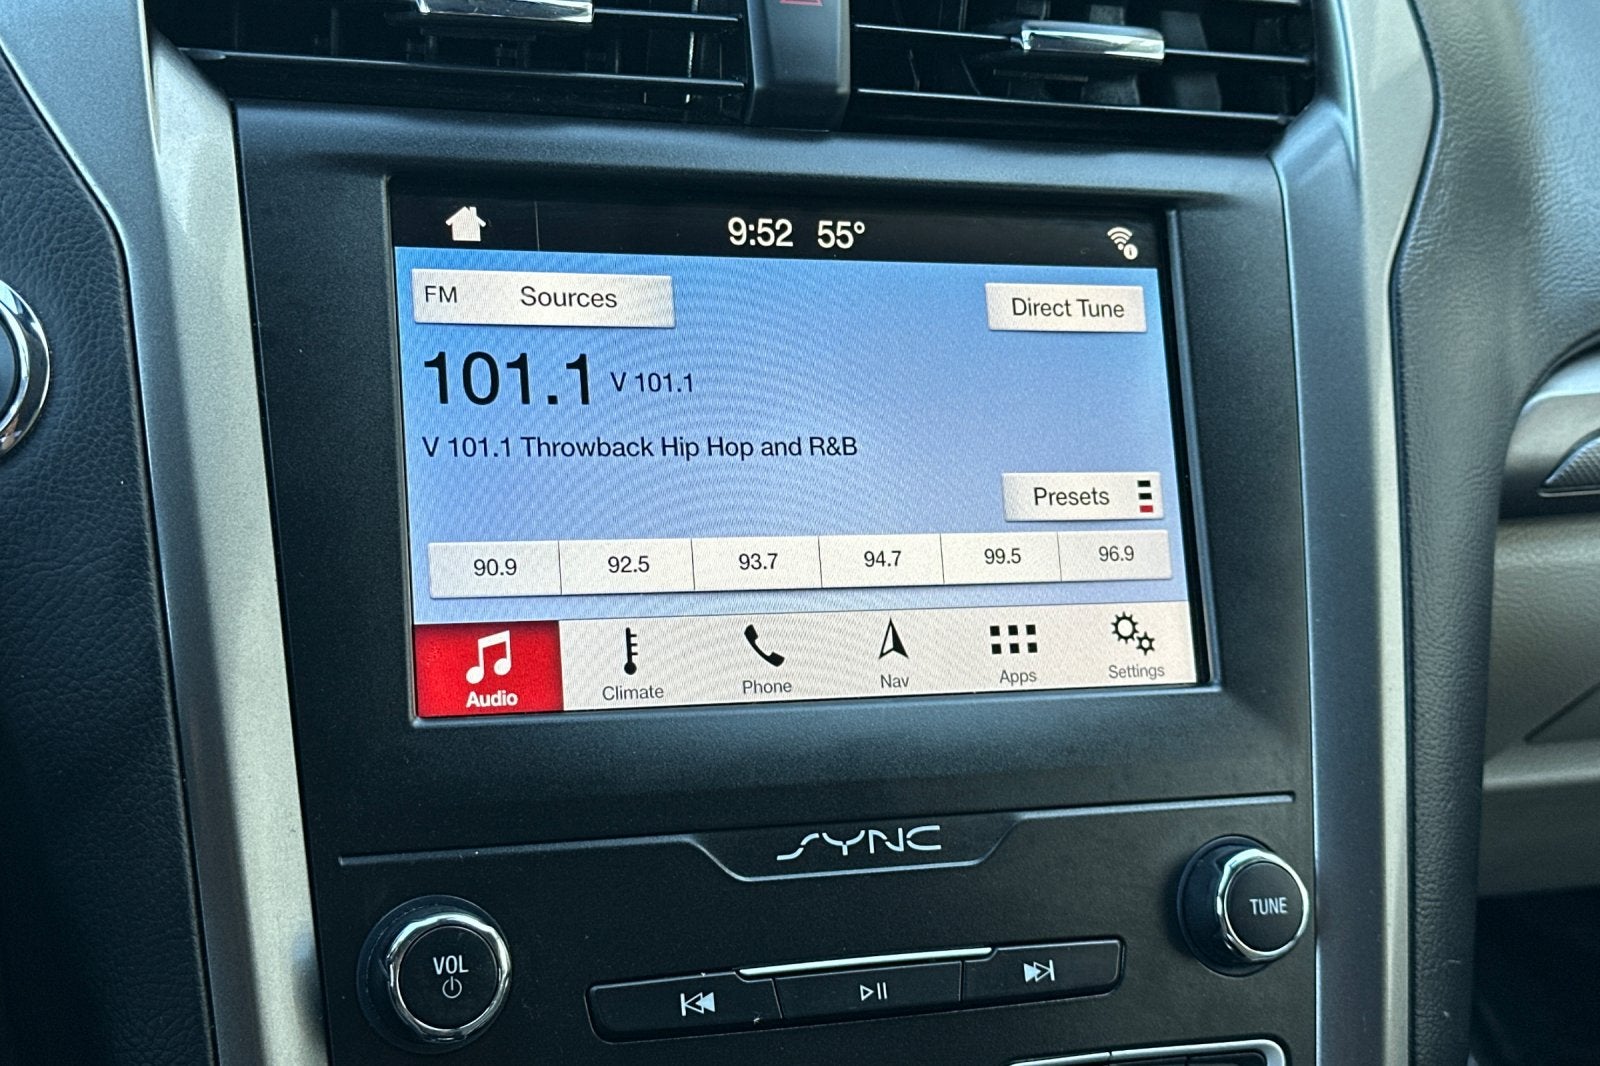 9:52 55°
FM Sources
Direct Tune
101.1 V 101.1
V 101.1 Throwback Hip Hop and R&B
Presets
90.9 92.5 93.7 94.7 99.5 96.9
Audio Climate Phone Nav Apps Settings
SYNC
VOL
TUNE